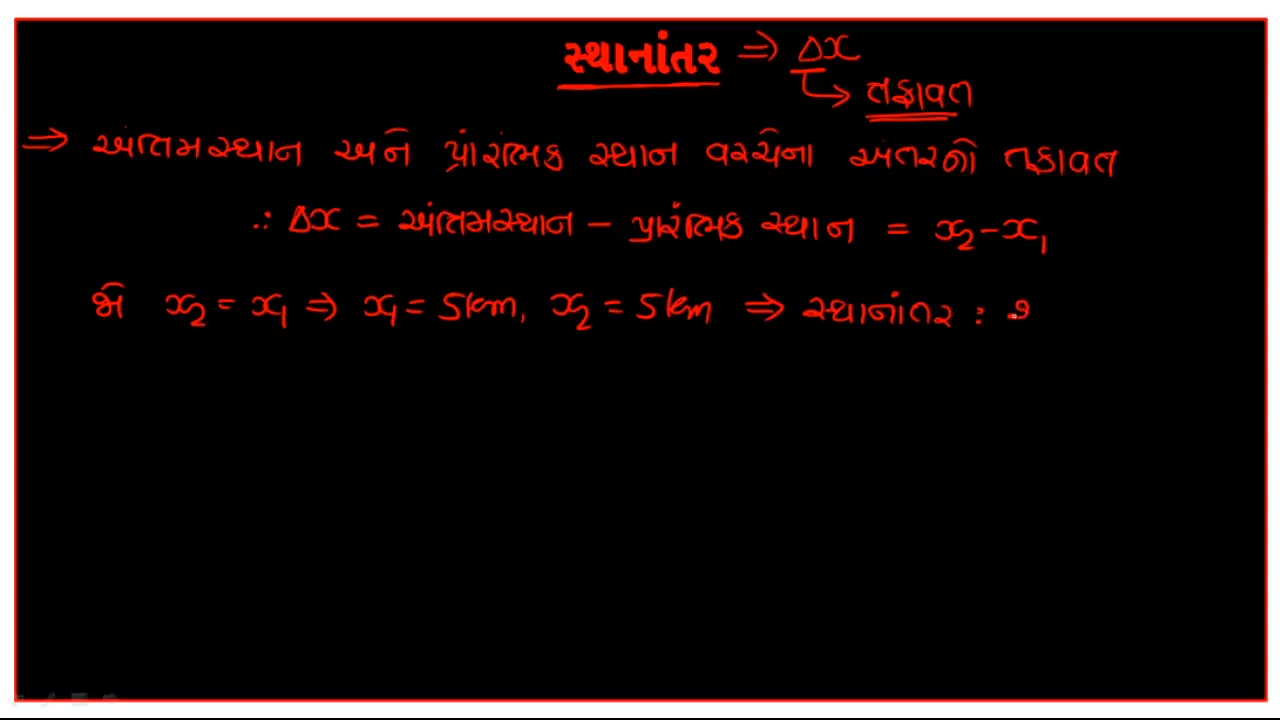 સ્થાનાંતર ⇒ Δx
↳ તફાવત
⇒ અંતિમસ્થાન અને પ્રારંભિક સ્થાન વચ્ચેના અંતરનો તફાવત
∴ Δx = અંતિમસ્થાન − પ્રારંભિક સ્થાન = x₂ − x₁
જો x₂ = x₁ ⇒ x₁ = 5km, x₂ = 5km ⇒ સ્થાનાંતર :